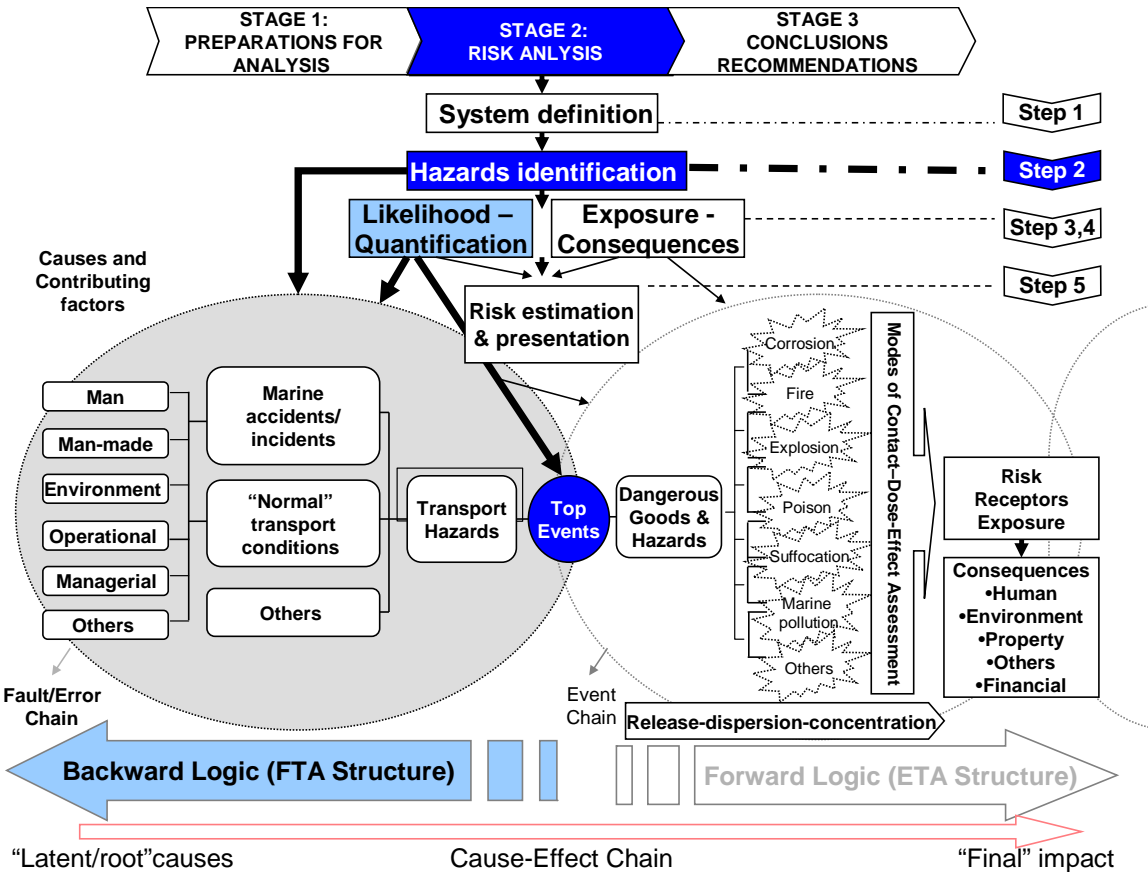 STAGE 1:
PREPARATIONS FOR
ANALYSIS
STAGE 2:
RISK ANLYSIS
STAGE 3
CONCLUSIONS
RECOMMENDATIONS
System definition
Step 1
Hazards identification
Step 2
Likelihood –
Quantification
Exposure -
Consequences
Step 3,4
Causes and
Contributing
factors
Step 5
Risk estimation
& presentation
Man
Man-made
Environment
Operational
Managerial
Others
Marine
accidents/
incidents
“Normal”
transport
conditions
Others
Transport
Hazards
Top
Events
Dangerous
Goods &
Hazards
Corrosion
Fire
Explosion
Poison
Suffocation
Marine
pollution
Others
Modes of Contact–Dose-Effect Assessment
Risk
Receptors
Exposure
Consequences
•Human
•Environment
•Property
•Others
•Financial
Fault/Error
Chain
Event
Chain
Release-dispersion-concentration
Backward Logic (FTA Structure)
Forward Logic (ETA Structure)
“Latent/root”causes
Cause-Effect Chain
“Final” impact